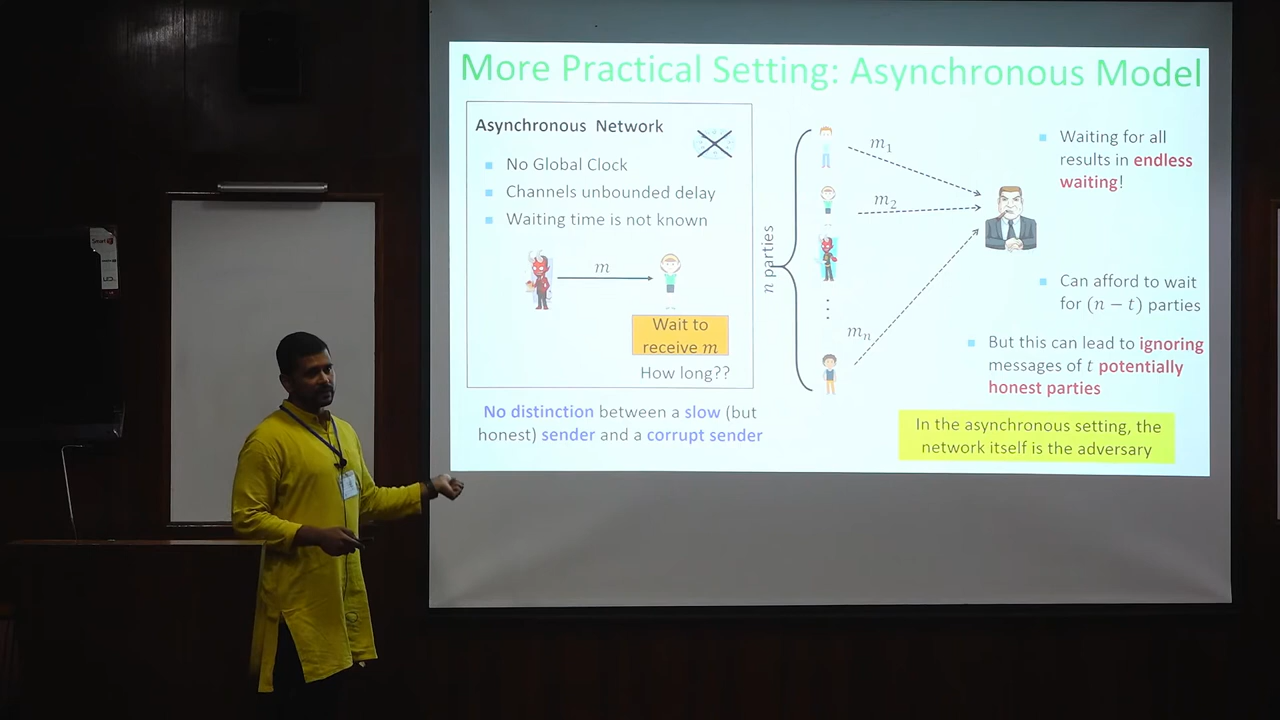 More Practical Setting: Asynchronous Model
Asynchronous Network
No Global Clock
Channels unbounded delay
Waiting time is not known
m
Wait to
receive m
How long??
No distinction between a slow (but
honest) sender and a corrupt sender
n parties
m₁
m₂
⋮
mₙ
Waiting for all
results in endless
waiting!
Can afford to wait
for (n − t) parties
But this can lead to ignoring
messages of t potentially
honest parties
In the asynchronous setting, the
network itself is the adversary